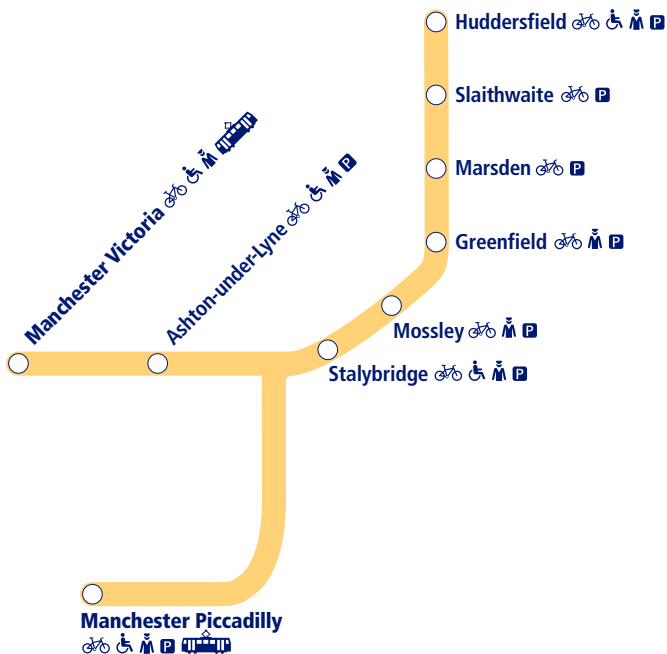 Huddersfield P
Slaithwaite P
Marsden P
Greenfield P
Mossley P
Stalybridge P
Manchester Victoria
Ashton-under-Lyne P
Manchester Piccadilly
P